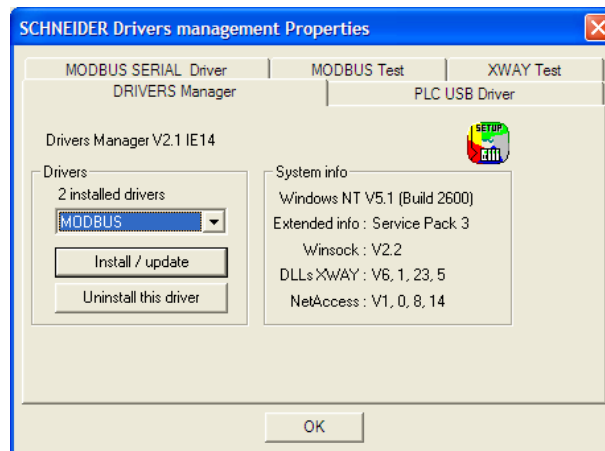 SCHNEIDER Drivers management Properties
MODBUS SERIAL Driver
MODBUS Test
XWAY Test
DRIVERS Manager
PLC USB Driver
Drivers Manager V2.1 IE14
SETUP
Drivers
2 installed drivers
MODBUS
Install / update
Uninstall this driver
System info
Windows NT V5.1 (Build 2600)
Extended info : Service Pack 3
Winsock : V2.2
DLLs XWAY : V6, 1, 23, 5
NetAccess : V1, 0, 8, 14
OK